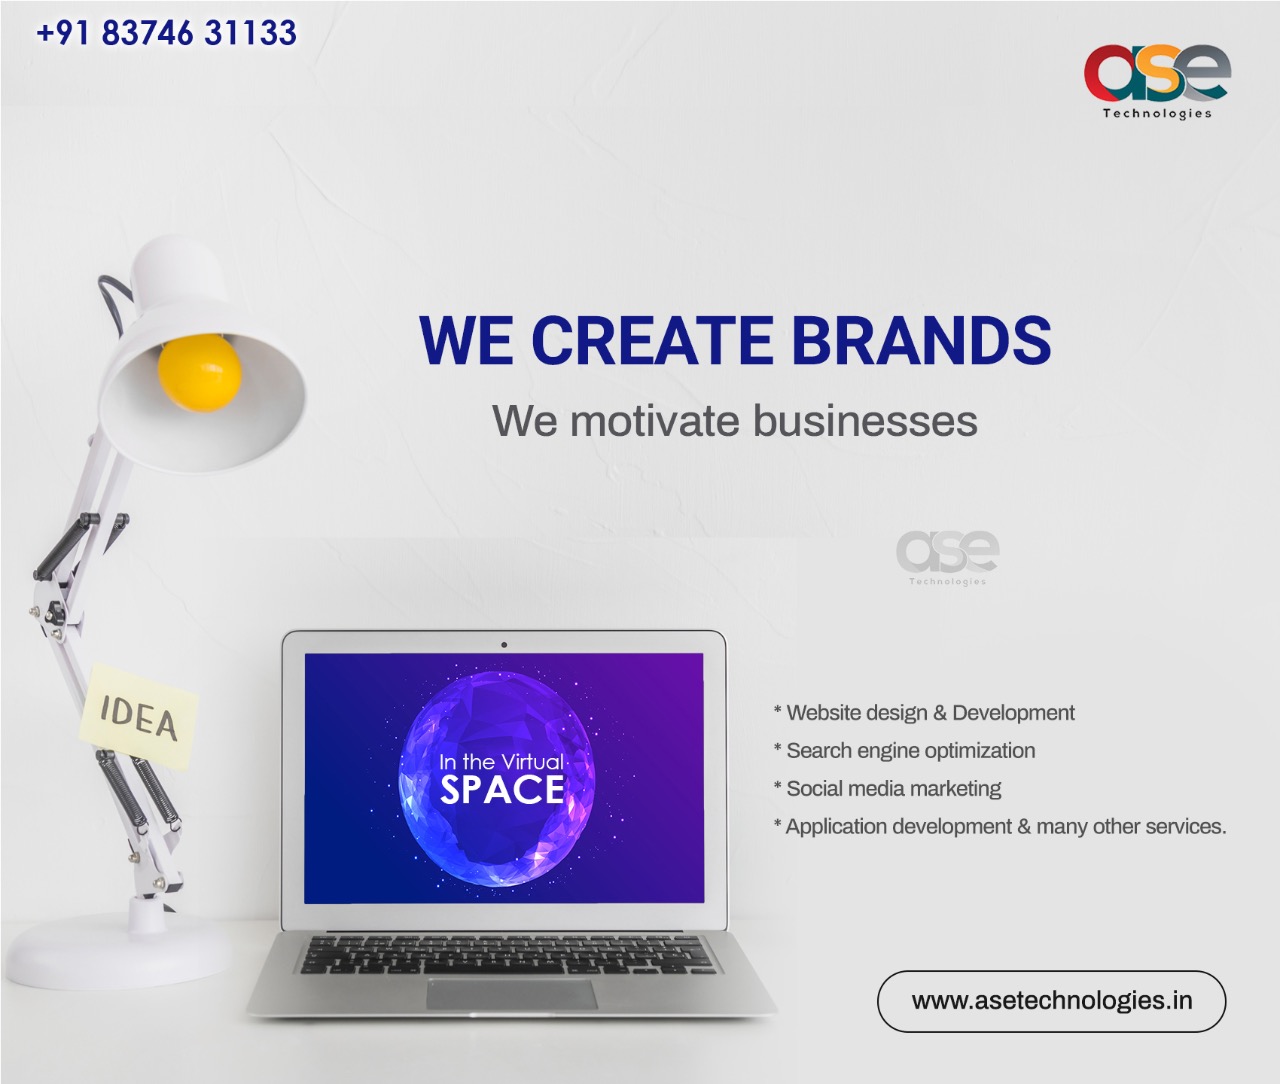 +91 83746 31133
ase
Technologies
WE CREATE BRANDS
We motivate businesses
ase
Technologies
IDEA
In the Virtual
SPACE
* Website design & Development
* Search engine optimization
* Social media marketing
* Application development & many other services.
www.asetechnologies.in